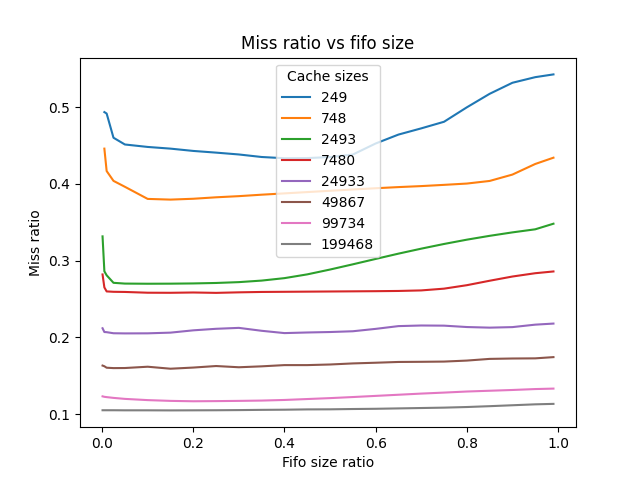 Miss ratio vs fifo size
Cache sizes
249
748
2493
7480
24933
49867
99734
199468
Miss ratio
0.5
0.4
0.3
0.2
0.1
0.0 0.2 0.4 0.6 0.8 1.0
Fifo size ratio